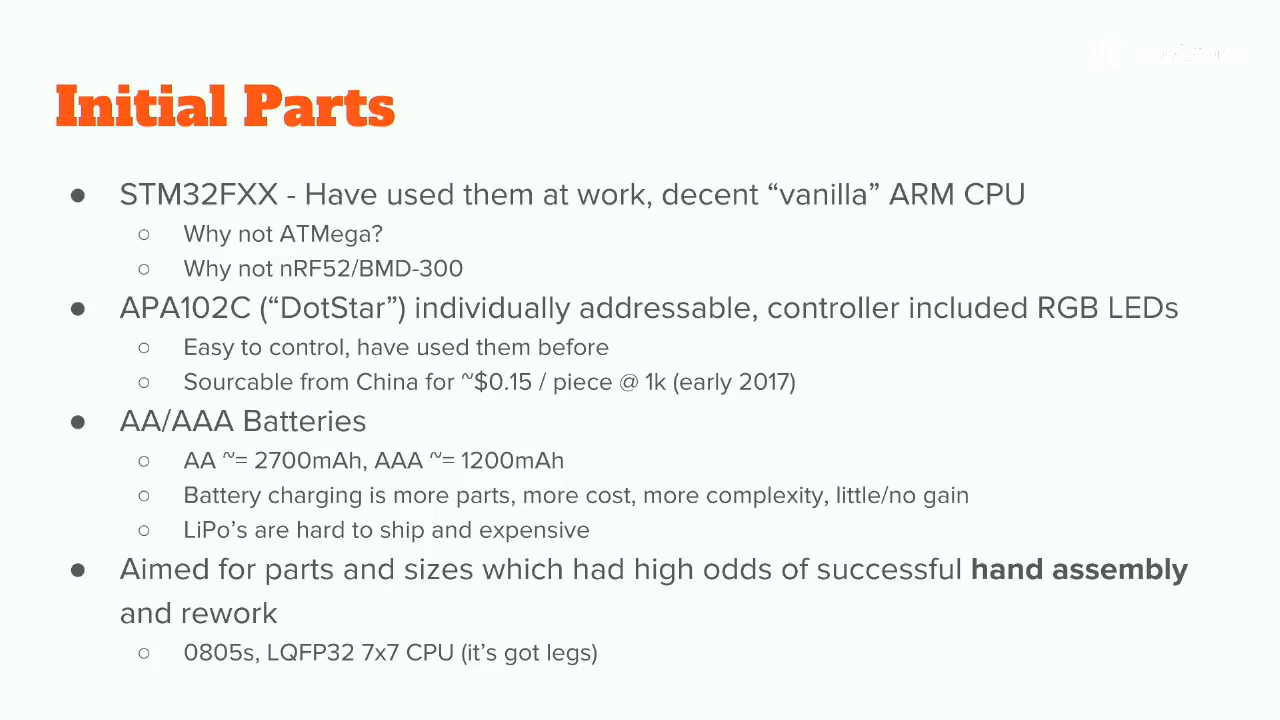 Initial Parts
● STM32FXX - Have used them at work, decent “vanilla” ARM CPU
○ Why not ATMega?
○ Why not nRF52/BMD-300
● APA102C (“DotStar”) individually addressable, controller included RGB LEDs
○ Easy to control, have used them before
○ Sourcable from China for ~$0.15 / piece @ 1k (early 2017)
● AA/AAA Batteries
○ AA ~= 2700mAh, AAA ~= 1200mAh
○ Battery charging is more parts, more cost, more complexity, little/no gain
○ LiPo’s are hard to ship and expensive
● Aimed for parts and sizes which had high odds of successful hand assembly
and rework
○ 0805s, LQFP32 7x7 CPU (it’s got legs)